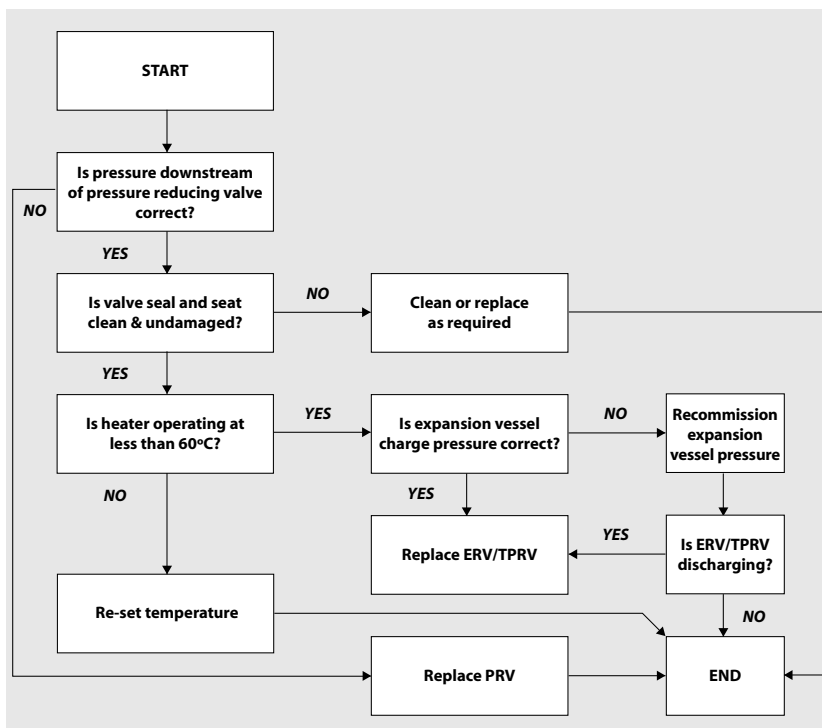 START
Is pressure downstream
of pressure reducing valve
correct?
NO
YES
Is valve seal and seat
clean & undamaged?
NO
Clean or replace
as required
YES
Is heater operating at
less than 60ºC?
YES
Is expansion vessel
charge pressure correct?
NO
Recommission
expansion
vessel pressure
NO
YES
Replace ERV/TPRV
YES
Is ERV/TPRV
discharging?
Re-set temperature
NO
Replace PRV
END